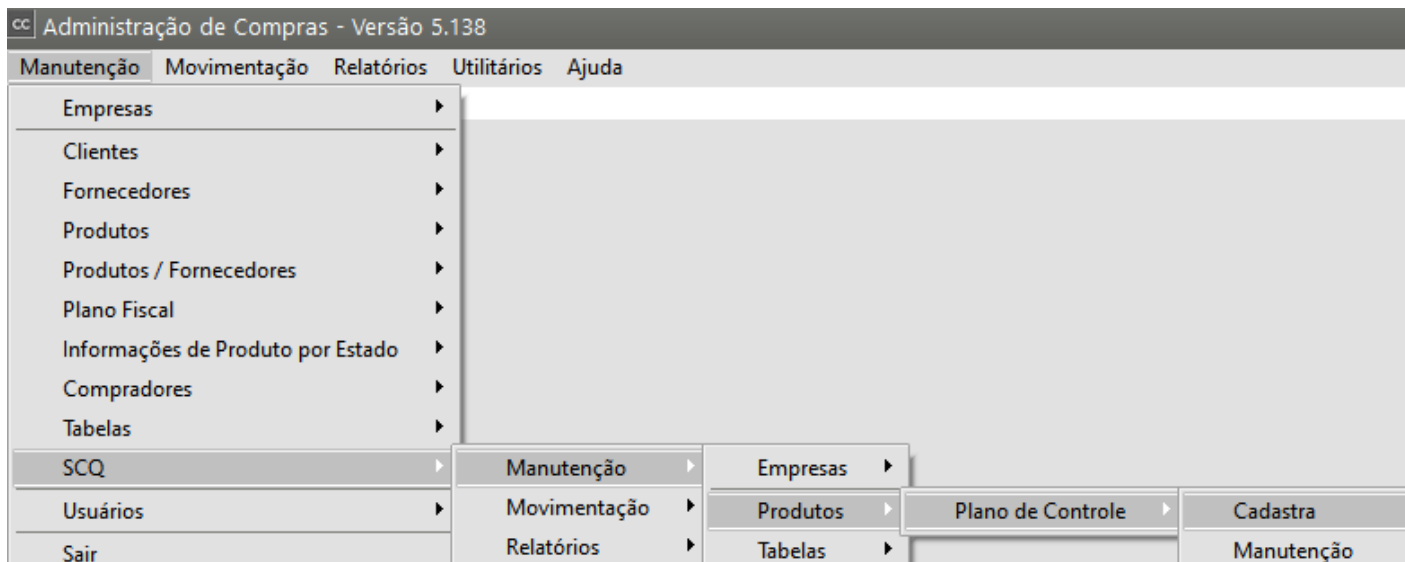 cc Administração de Compras - Versão 5.138
Manutenção Movimentação Relatórios Utilitários Ajuda
Empresas
Clientes
Fornecedores
Produtos
Produtos / Fornecedores
Plano Fiscal
Informações de Produto por Estado
Compradores
Tabelas
SCQ Manutenção Empresas
Usuários Movimentação Produtos Plano de Controle Cadastra
Sair Relatórios Tabelas Manutenção